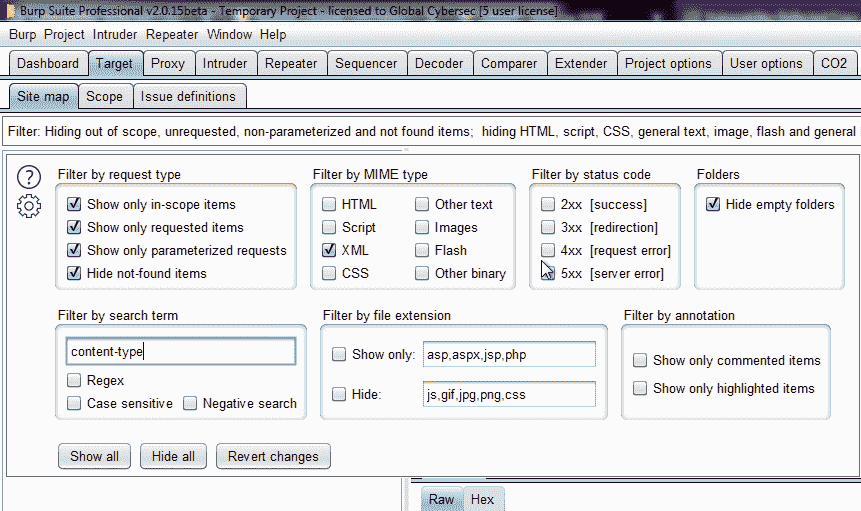 Burp Suite Professional v2.0.15beta - Temporary Project - licensed to Global Cybersec [5 user license]
Burp Project Intruder Repeater Window Help
Dashboard Target Proxy Intruder Repeater Sequencer Decoder Comparer Extender Project options User options CO2
Site map Scope Issue definitions
Filter: Hiding out of scope, unrequested, non-parameterized and not found items; hiding HTML, script, CSS, general text, image, flash and general
Filter by request type Filter by MIME type Filter by status code Folders
Show only in-scope items HTML Other text 2xx [success] Hide empty folders
Show only requested items Script Images 3xx [redirection]
Show only parameterized requests XML Flash 4xx [request error]
Hide not-found items CSS Other binary 5xx [server error]
Filter by search term Filter by file extension Filter by annotation
content-type Show only: asp,aspx,jsp,php Show only commented items
Regex Hide: js,gif,jpg,png,css Show only highlighted items
Case sensitive Negative search
Show all Hide all Revert changes
Raw Hex